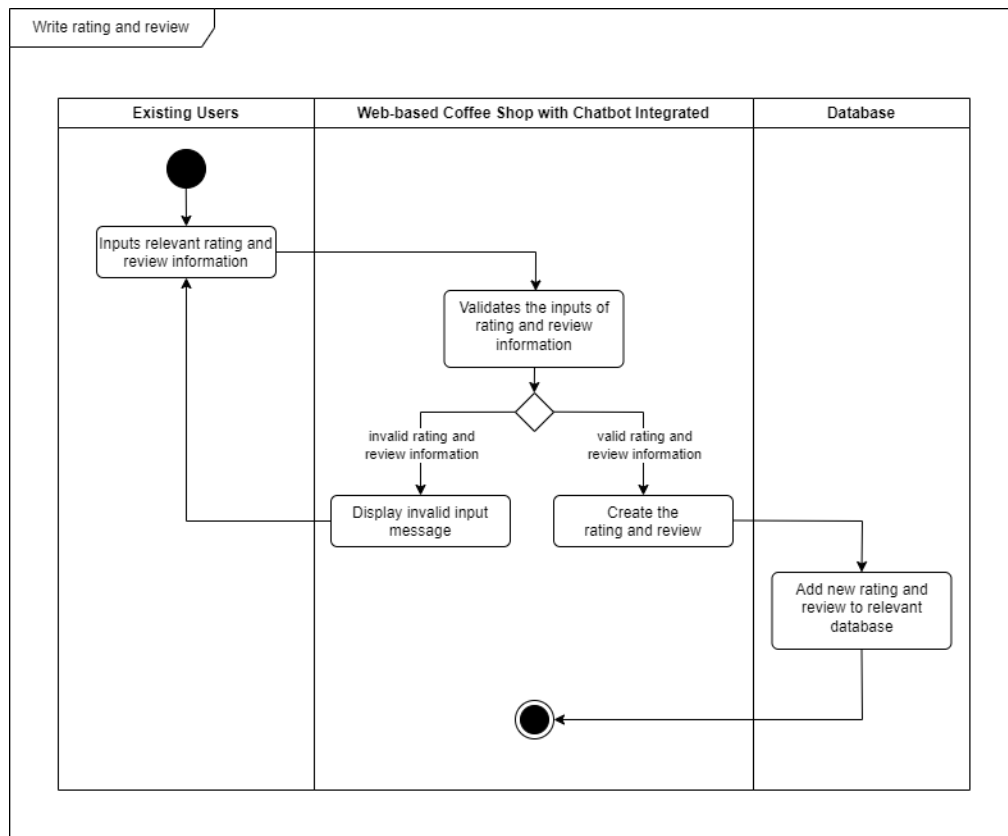 Write rating and review
Existing Users
Web-based Coffee Shop with Chatbot Integrated
Database
Inputs relevant rating and
review information
Validates the inputs of
rating and review
information
invalid rating and
review information
valid rating and
review information
Display invalid input
message
Create the
rating and review
Add new rating and
review to relevant
database